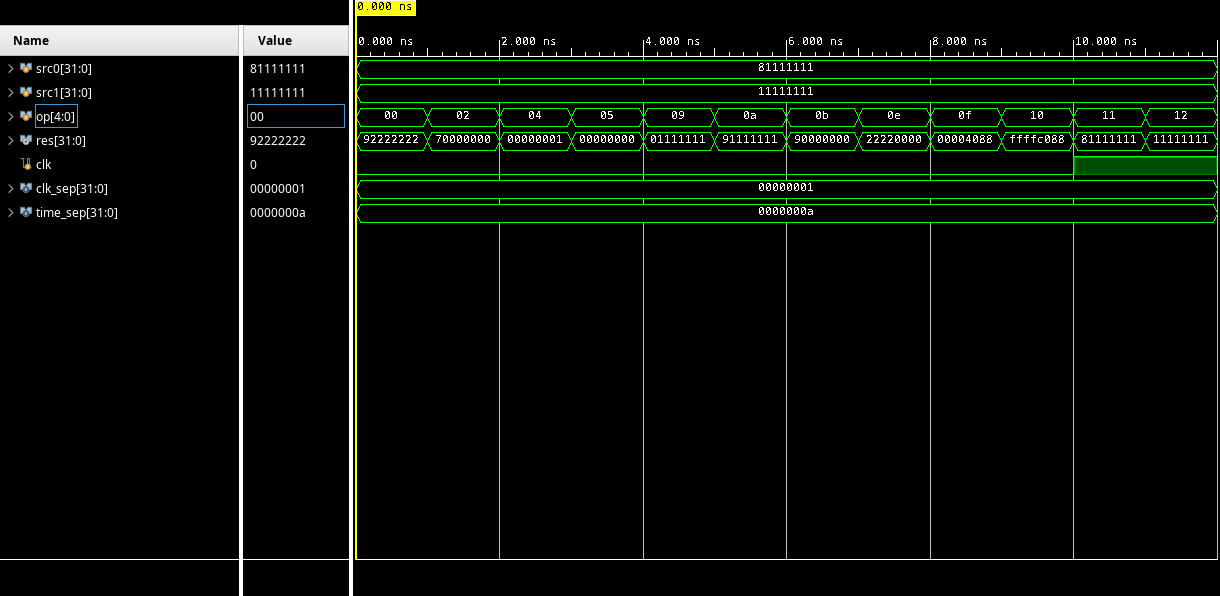 0.000 ns
Name Value 0.000 ns 2.000 ns 4.000 ns 6.000 ns 8.000 ns 10.000 ns
src0[31:0] 81111111 81111111
src1[31:0] 11111111 11111111
op[4:0] 00 00 02 04 05 09 0a 0b 0e 0f 10 11 12
res[31:0] 92222222 92222222 70000000 00000001 00000000 01111111 91111111 90000000 22220000 00004088 ffffc088 81111111 11111111
clk 0
clk_sep[31:0] 00000001 00000001
time_sep[31:0] 0000000a 0000000a